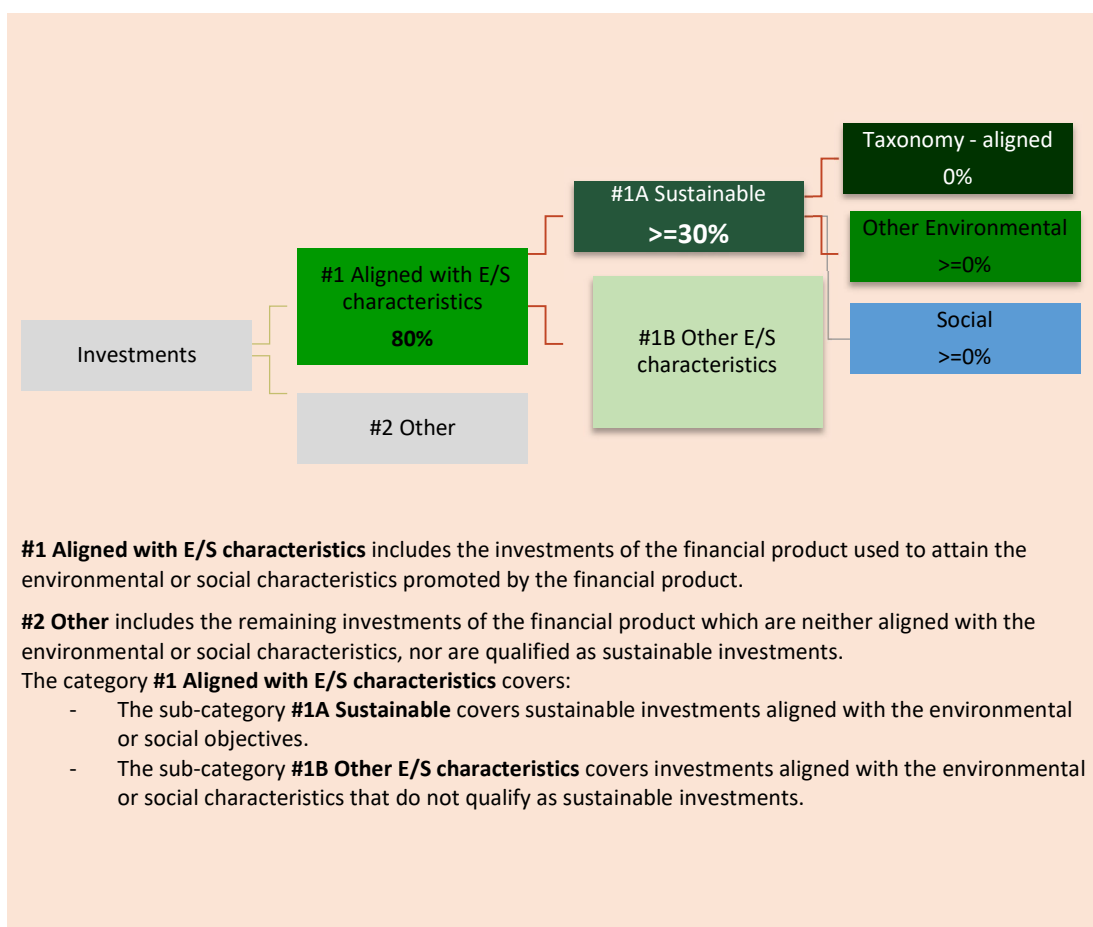 Taxonomy - aligned
0%
#1A Sustainable
>=30%
Other Environmental
>=0%
#1 Aligned with E/S
characteristics
80%
Social
>=0%
#1B Other E/S
characteristics
Investments
#2 Other
#1 Aligned with E/S characteristics includes the investments of the financial product used to attain the
environmental or social characteristics promoted by the financial product.
#2 Other includes the remaining investments of the financial product which are neither aligned with the
environmental or social characteristics, nor are qualified as sustainable investments.
The category #1 Aligned with E/S characteristics covers:
- The sub-category #1A Sustainable covers sustainable investments aligned with the environmental
or social objectives.
- The sub-category #1B Other E/S characteristics covers investments aligned with the environmental
or social characteristics that do not qualify as sustainable investments.